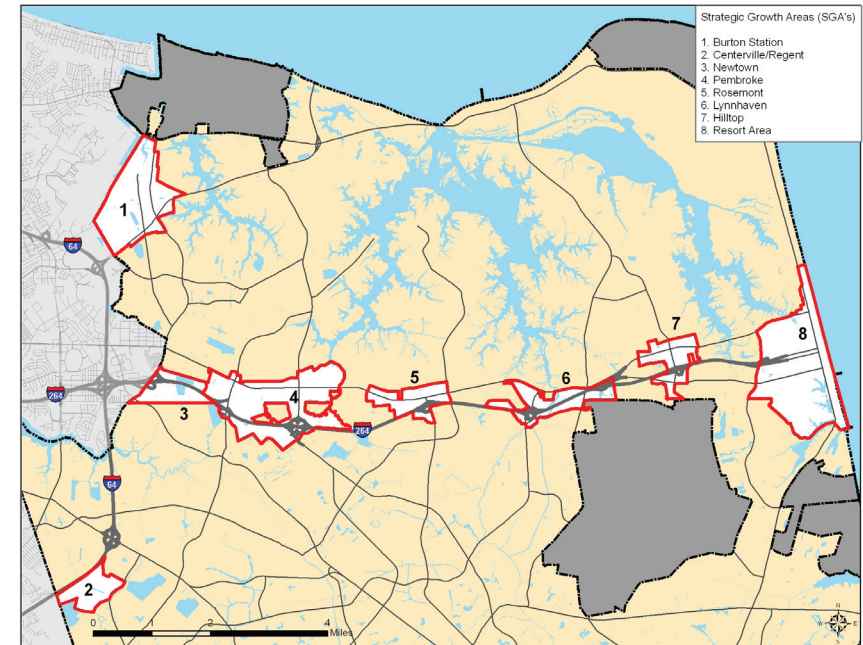 Strategic Growth Areas (SGA's)
1. Burton Station
2. Centerville/Regent
3. Newtown
4. Pembroke
5. Rosemont
6. Lynnhaven
7. Hilltop
8. Resort Area
1
64
7
8
264
5
6
4
3
264
64
2
0 1 2 4
Miles
N
W E
S